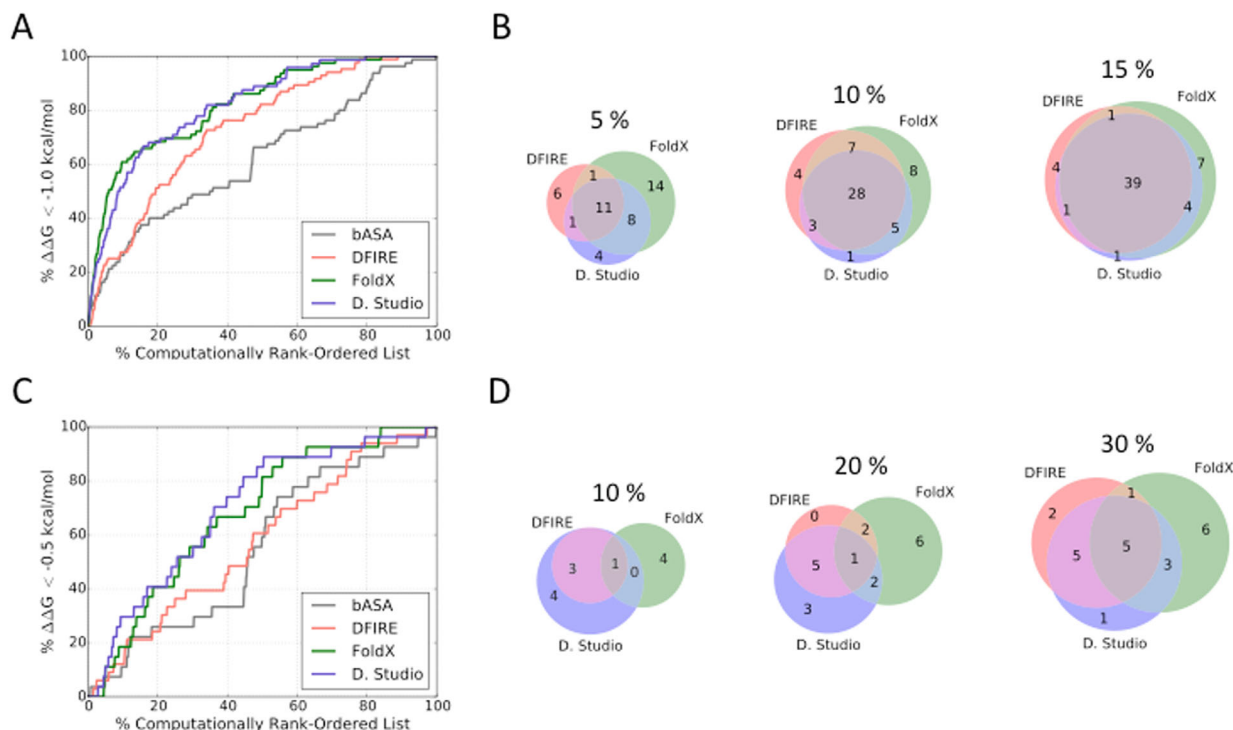 A
100
80
60
40
20
0
% ΔΔG < -1.0 kcal/mol
bASA
DFIRE
FoldX
D. Studio
0 20 40 60 80 100
% Computationally Rank-Ordered List
B
5 %
DFIRE
FoldX
6 1 14
11
1 8
4
D. Studio
10 %
DFIRE
FoldX
4 7 8
28
3 5
1
D. Studio
15 %
DFIRE
FoldX
1
4 7
39
1 4
1
D. Studio
C
100
80
60
40
20
0
% ΔΔG < -0.5 kcal/mol
bASA
DFIRE
FoldX
D. Studio
0 20 40 60 80 100
% Computationally Rank-Ordered List
D
10 %
DFIRE
FoldX
3 1 0 4
4
D. Studio
20 %
DFIRE
FoldX
0 2 6
5 1
2
3
D. Studio
30 %
DFIRE
FoldX
2 1 6
5 5 3
1
D. Studio